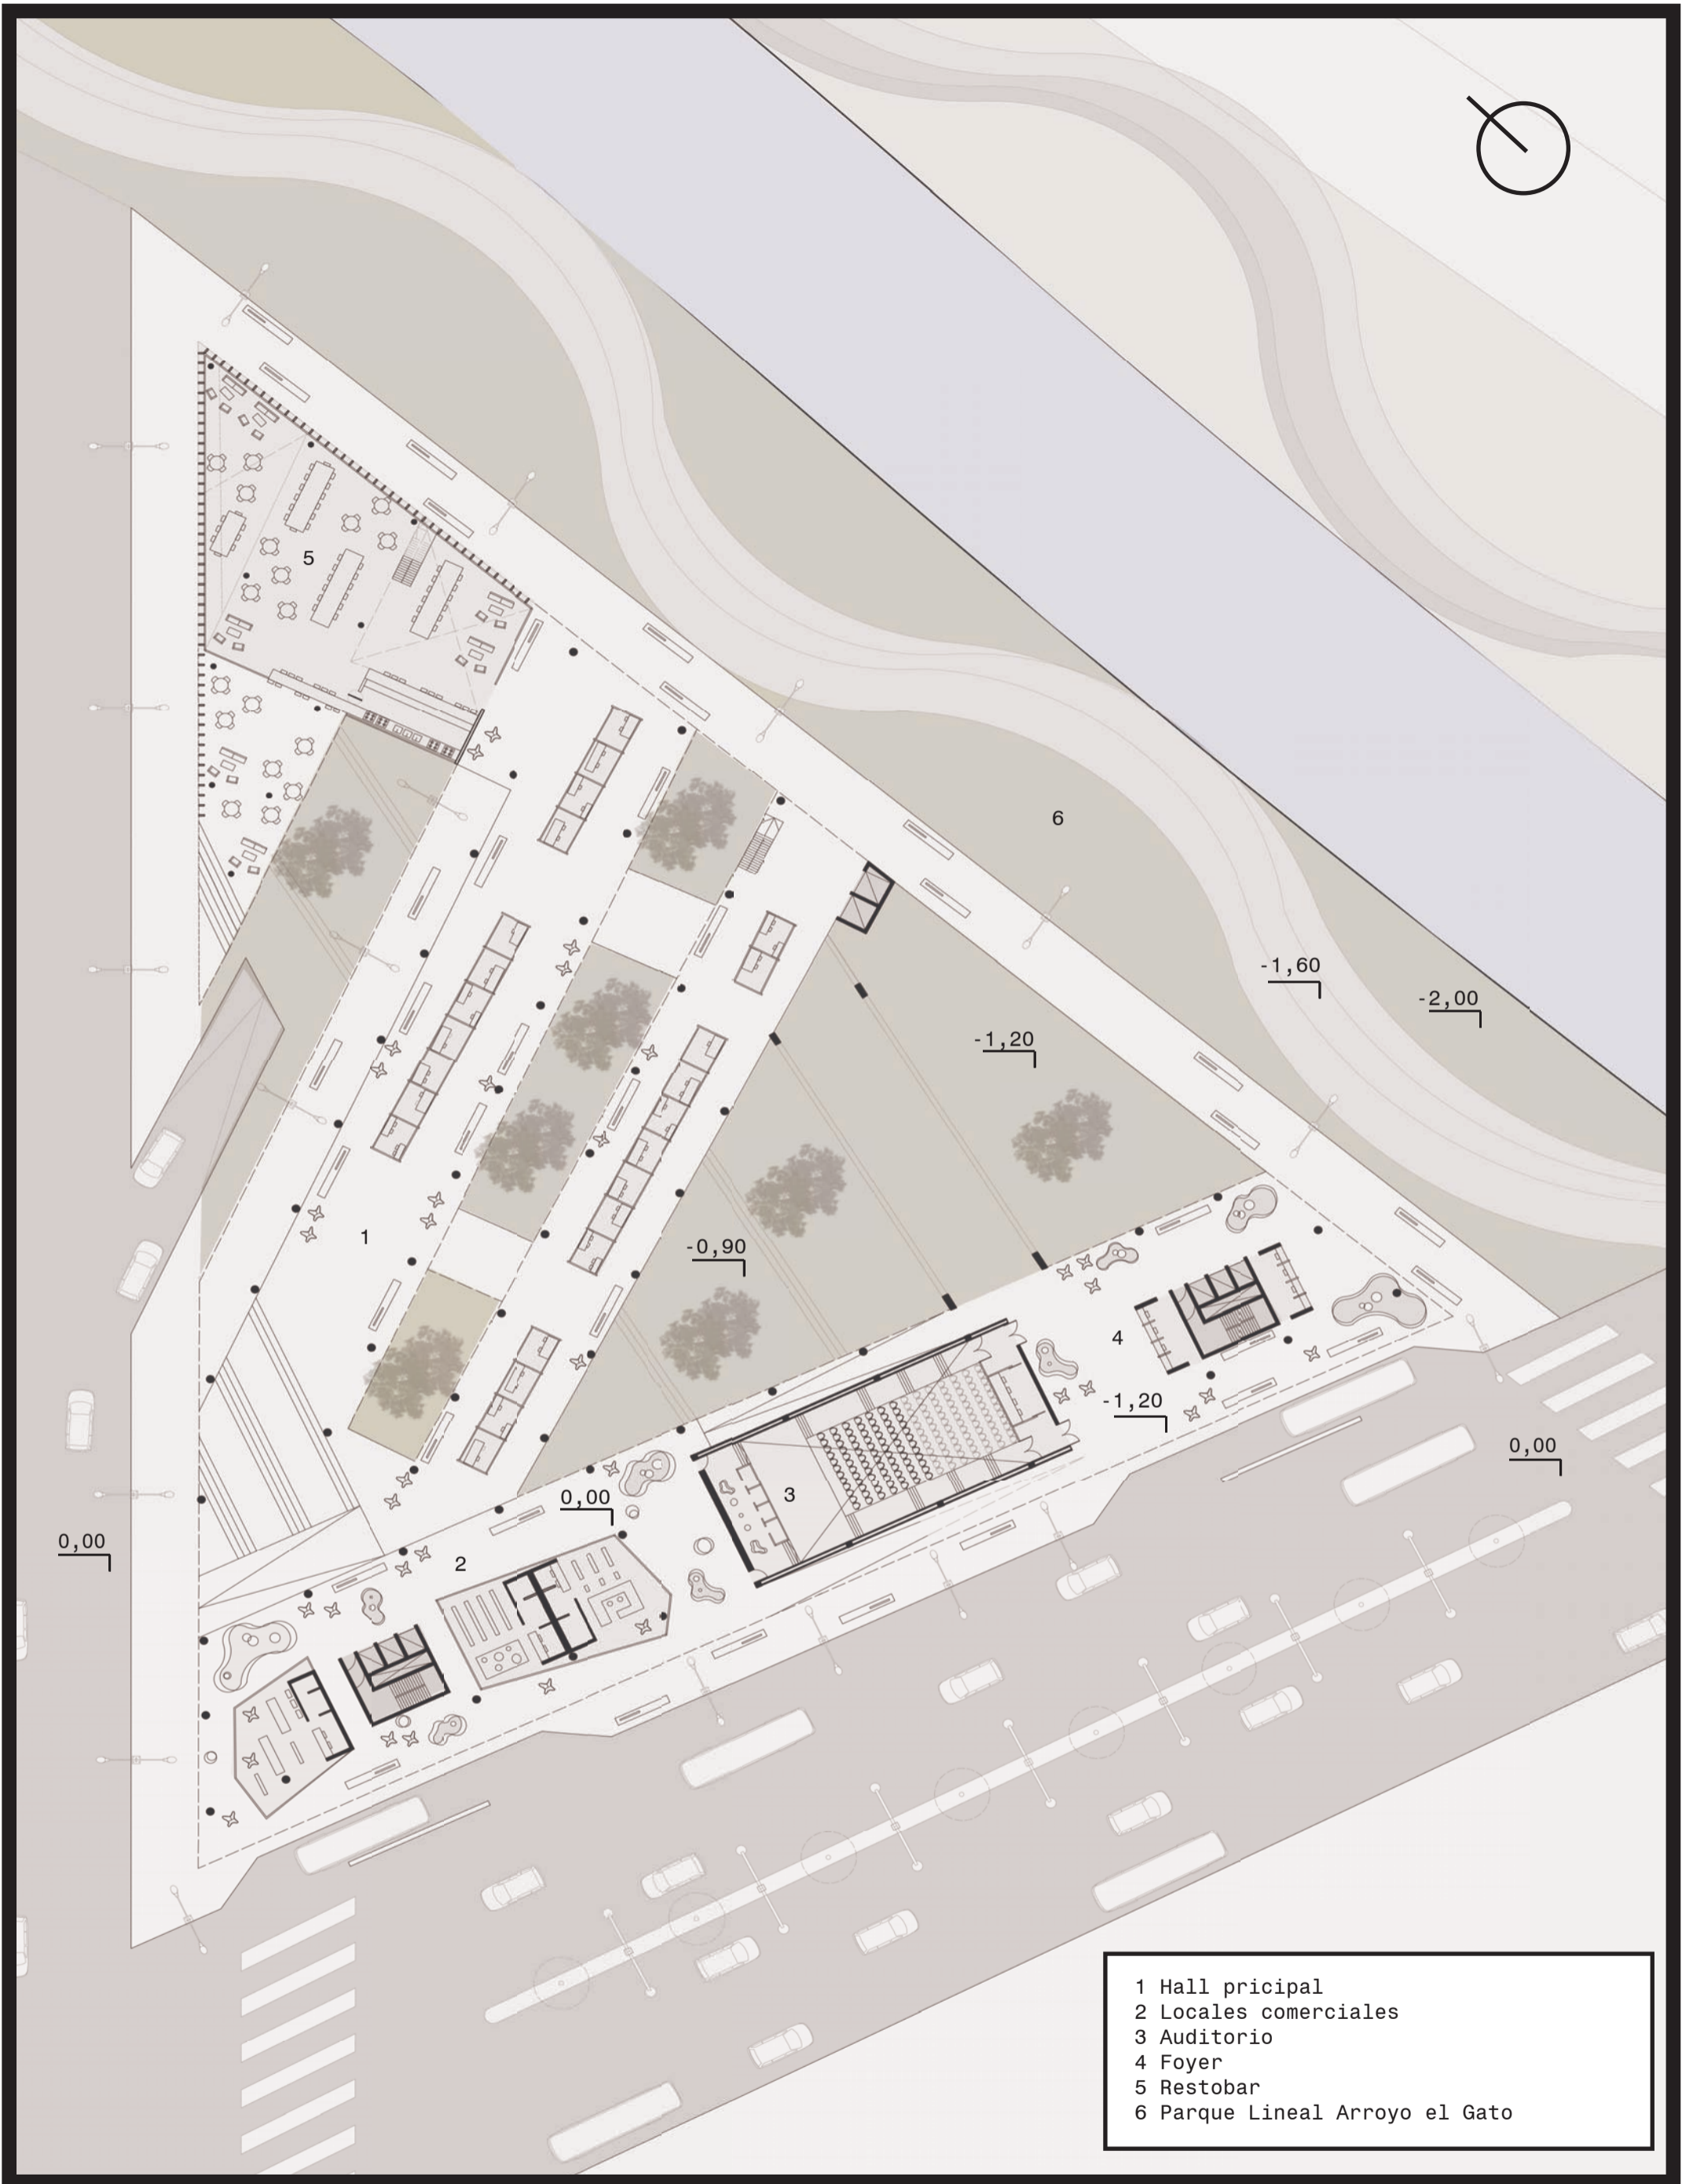 5
6
-1,60
-2,00
-1,20
1
-0,90
4
-1,20
0,00
3
0,00
0,00
2
1 Hall pricipal
2 Locales comerciales
3 Auditorio
4 Foyer
5 Restobar
6 Parque Lineal Arroyo el Gato